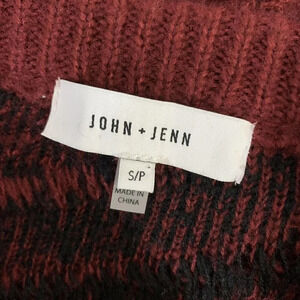 JOHN + JENN
S/P
MADE IN
CHINA